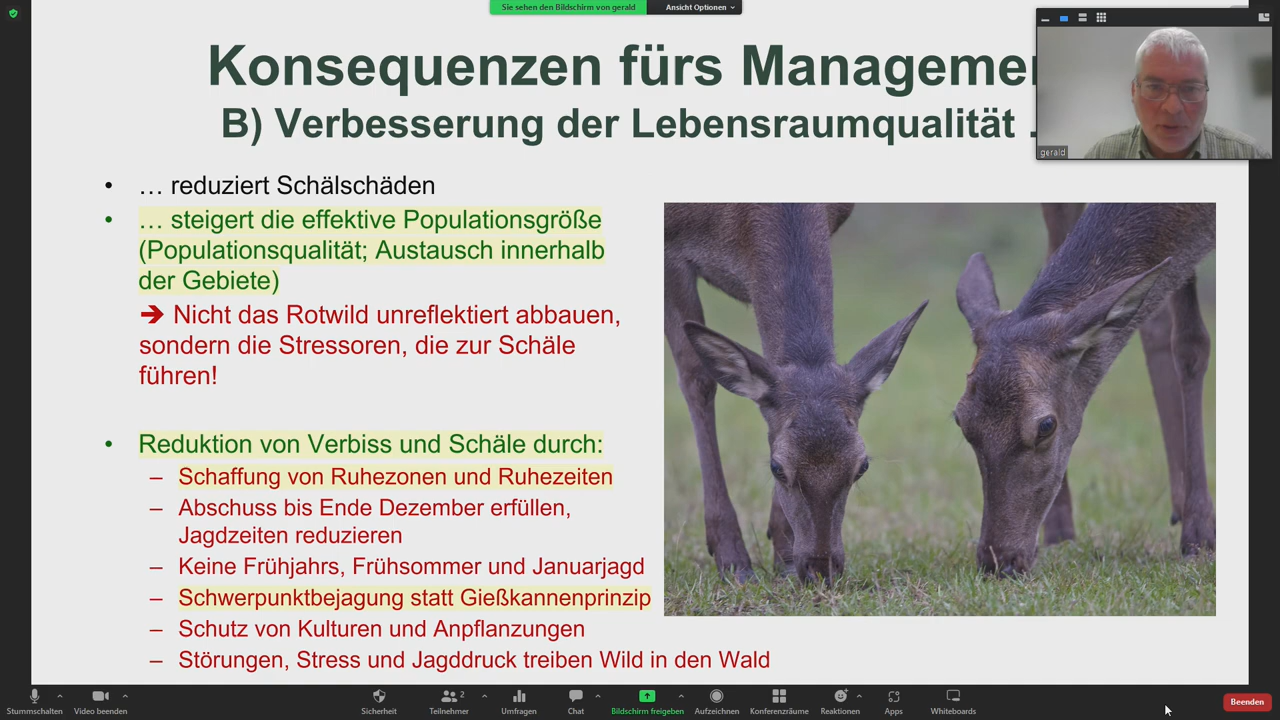 Sie sehen den Bildschirm von gerald
Ansicht Optionen
Konsequenzen fürs Managemen
B) Verbesserung der Lebensraumqualität .
gerald
• … reduziert Schälschäden
• … steigert die effektive Populationsgröße
(Populationsqualität; Austausch innerhalb
der Gebiete)
➔ Nicht das Rotwild unreflektiert abbauen,
sondern die Stressoren, die zur Schäle
führen!
• Reduktion von Verbiss und Schäle durch:
– Schaffung von Ruhezonen und Ruhezeiten
– Abschuss bis Ende Dezember erfüllen,
Jagdzeiten reduzieren
– Keine Frühjahrs, Frühsommer und Januarjagd
– Schwerpunktbejagung statt Gießkannenprinzip
– Schutz von Kulturen und Anpflanzungen
– Störungen, Stress und Jagddruck treiben Wild in den Wald
Stummschalten
Video beenden
Sicherheit
2
Teilnehmer
Umfragen
Chat
Bildschirm freigeben
Aufzeichnen
Konferenzräume
Reaktionen
Apps
Whiteboards
Beenden